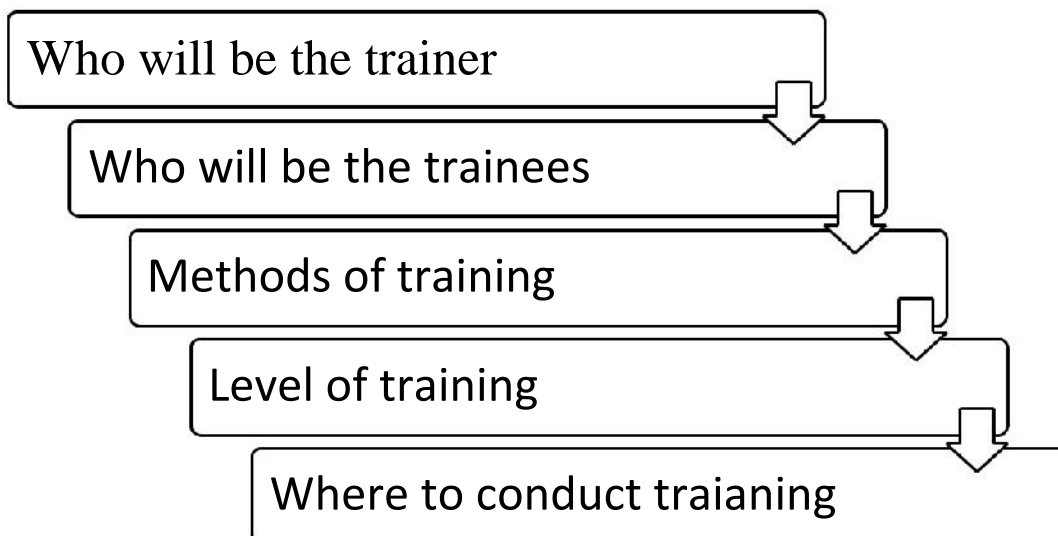 Who will be the trainer
Who will be the trainees
Methods of training
Level of training
Where to conduct traianing